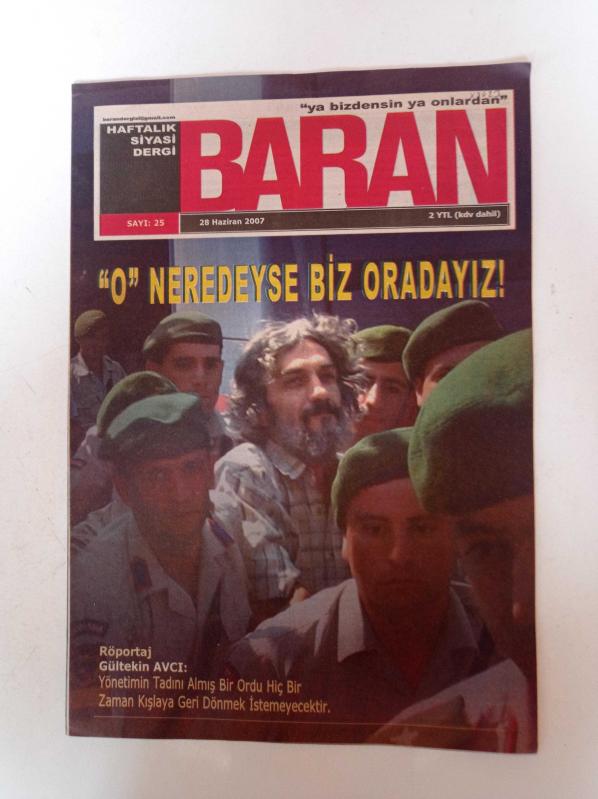 "ya bizdensin ya onlardan"
barandergisi@gmail.com
HAFTALIK
SİYASİ
DERGİ
BARAN
SAYI: 25
28 Haziran 2007
2 YTL (kdv dahil)
"O" NEREDEYSE BİZ ORADAYIZ!
Röportaj
Gültekin AVCI:
Yönetimin Tadını Almış Bir Ordu Hiç Bir
Zaman Kışlaya Geri Dönmek İstemeyecektir.